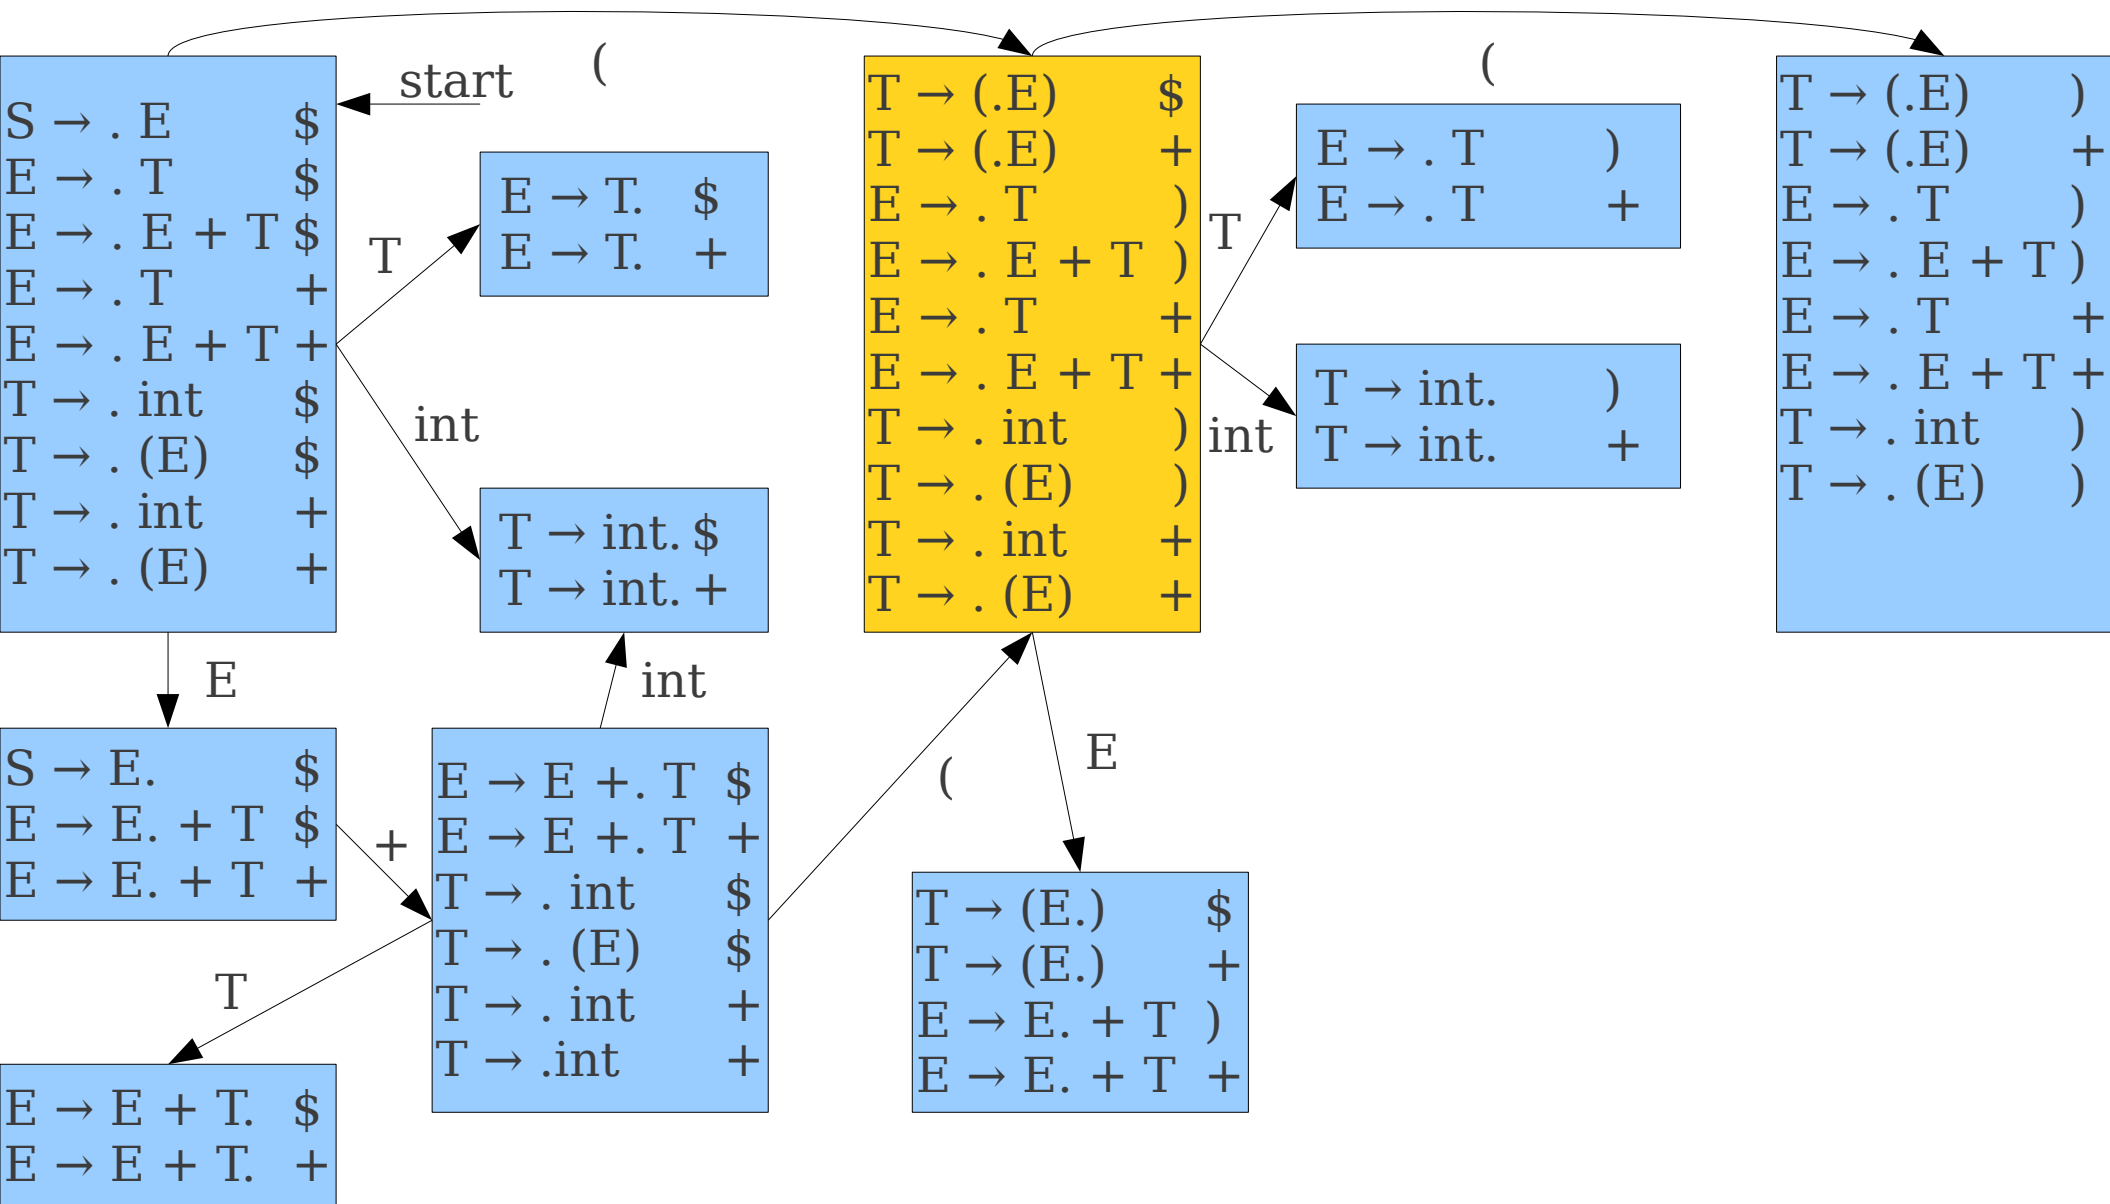 (
(
start
S → . E $
E → . T $
E → . E + T $
E → . T +
E → . E + T +
T → . int $
T → . (E) $
T → . int +
T → . (E) +
T
E → T. $
E → T. +
int
T → int. $
T → int. +
T → (.E) $
T → (.E) +
E → . T )
E → . E + T )
E → . T +
E → . E + T +
T → . int )
T → . (E) )
T → . int +
T → . (E) +
T
E → . T )
E → . T +
int
T → int. )
T → int. +
T → (.E) )
T → (.E) +
E → . T )
E → . E + T )
E → . T +
E → . E + T +
T → . int )
T → . (E) )
E
int
S → E. $
E → E. + T $
E → E. + T +
+
E → E +. T $
E → E +. T +
T → . int $
T → . (E) $
T → . int +
T → .int +
(
E
T → (E.) $
T → (E.) +
E → E. + T )
E → E. + T +
T
E → E + T. $
E → E + T. +